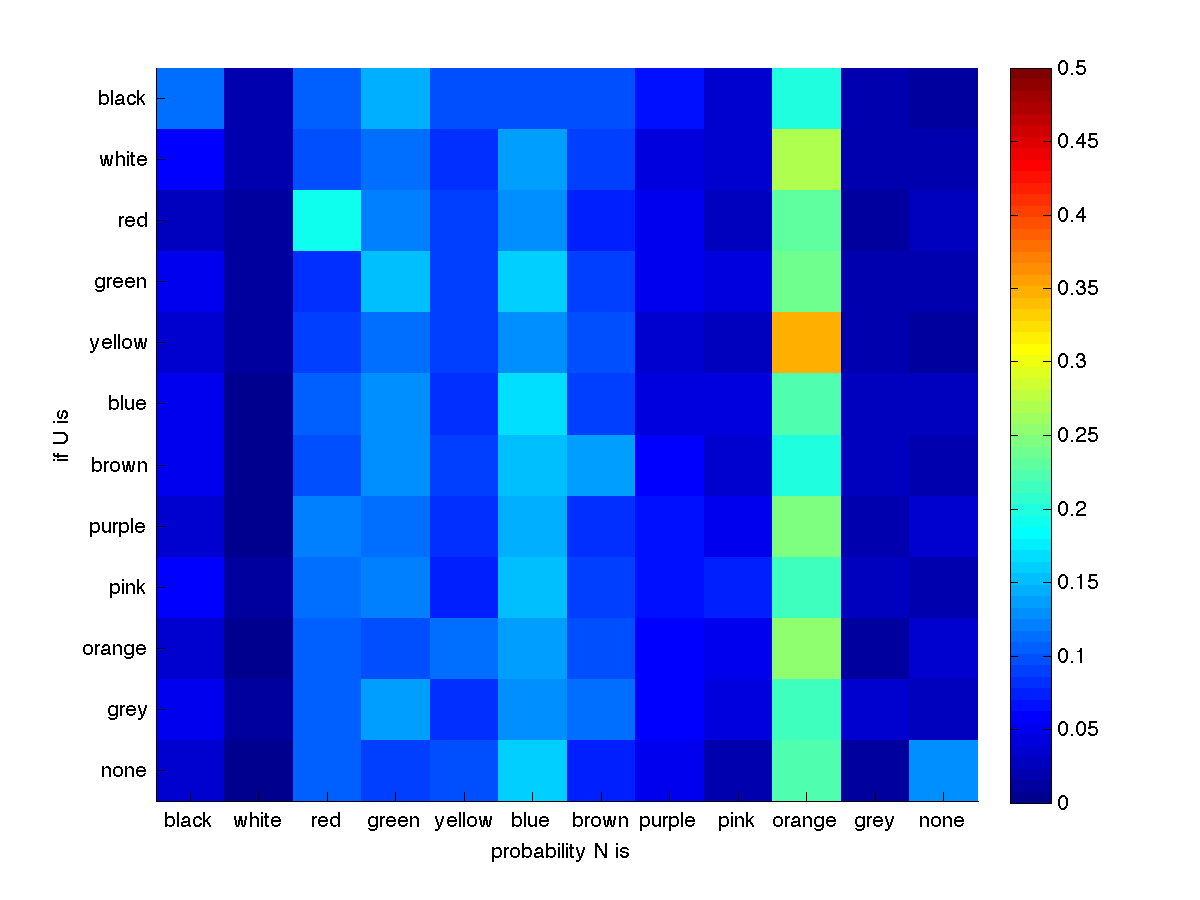 black
white
red
green
yellow
blue
brown
purple
pink
orange
grey
none
if U is
black white red green yellow blue brown purple pink orange grey none
probability N is
0.5
0.45
0.4
0.35
0.3
0.25
0.2
0.15
0.1
0.05
0